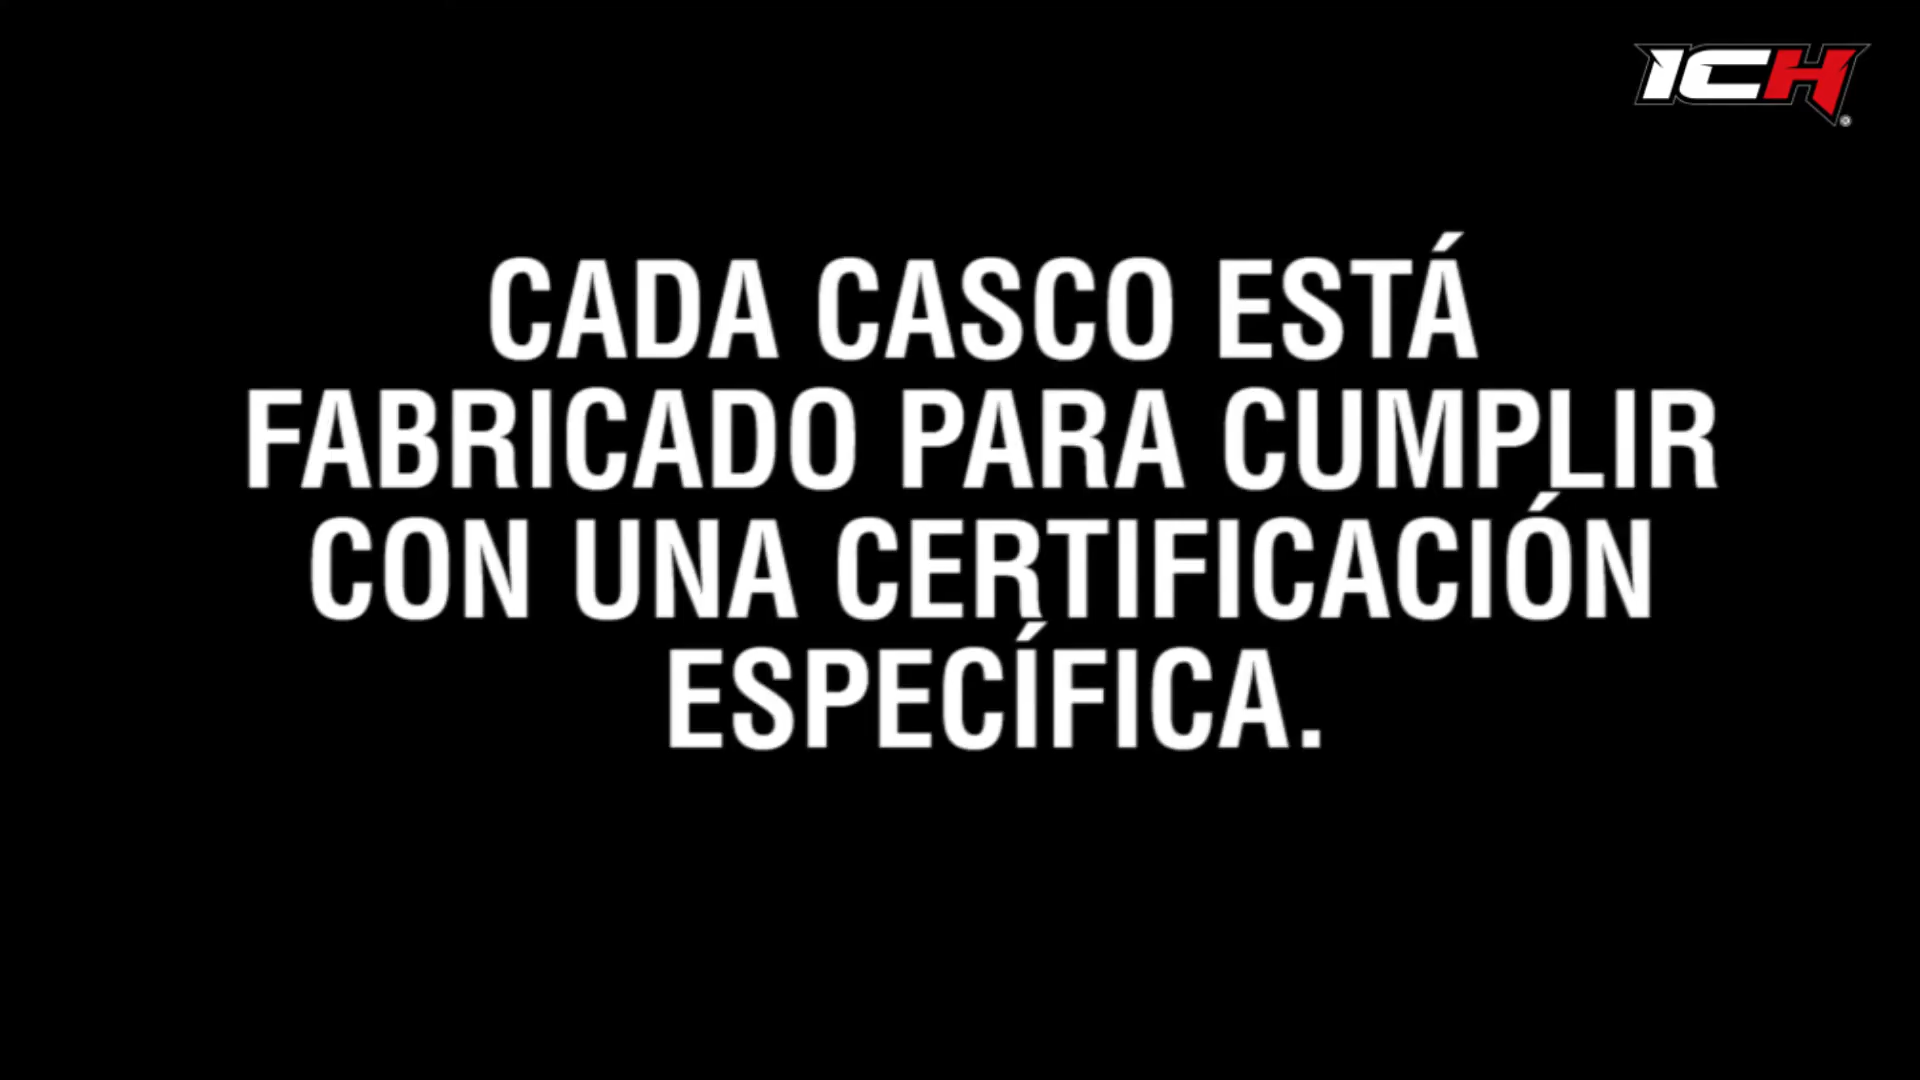 ICH
CADA CASCO ESTÁ
FABRICADO PARA CUMPLIR
CON UNA CERTIFICACIÓN
ESPECÍFICA.